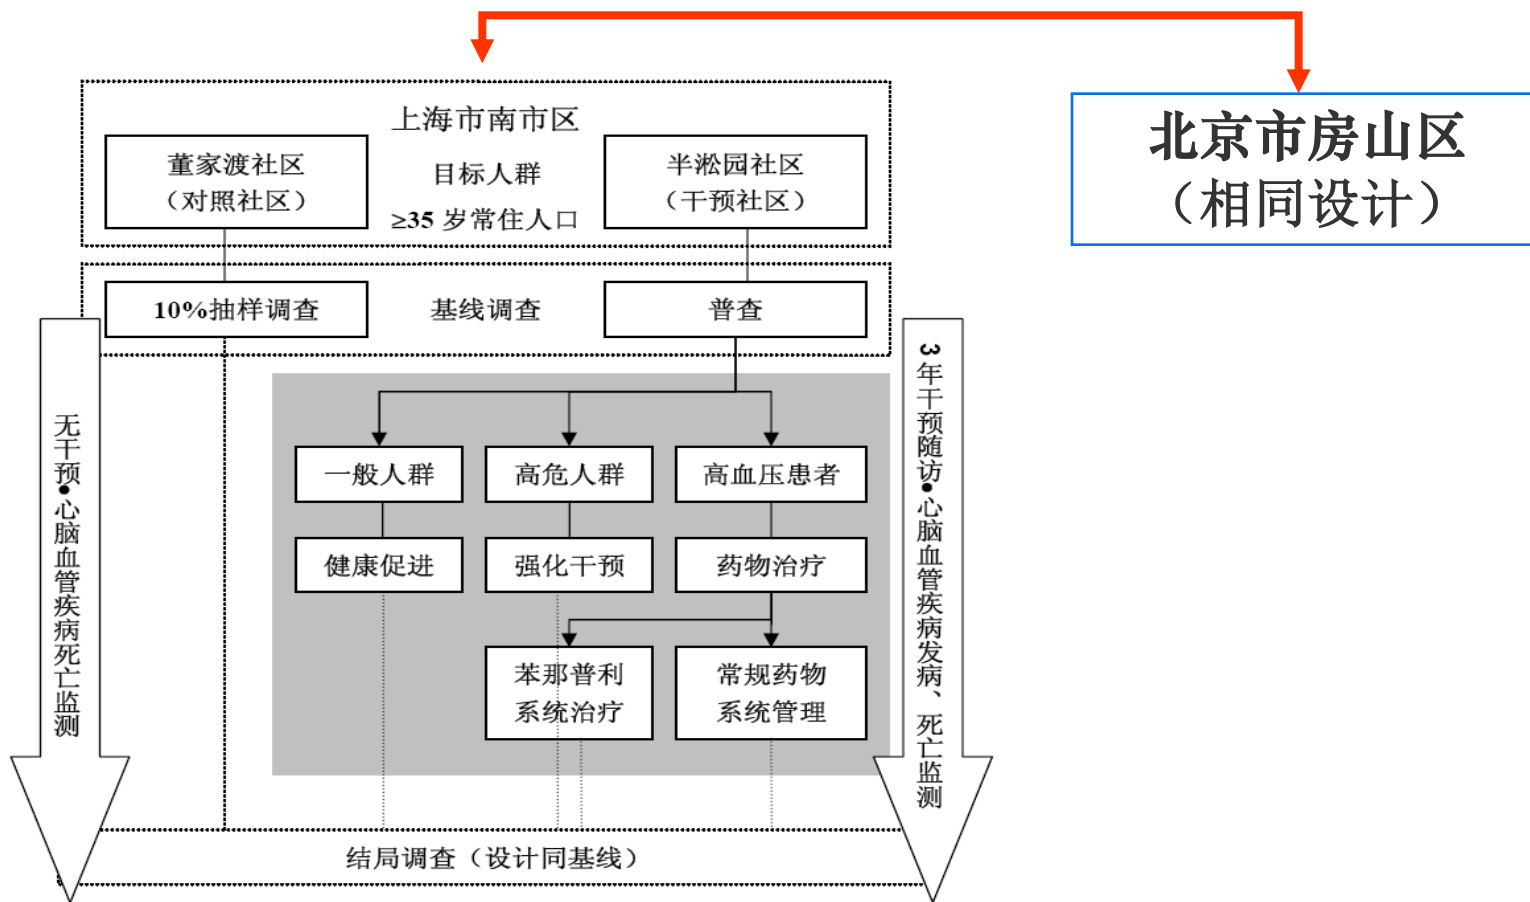 上海市南市区
董家渡社区
（对照社区）
目标人群
≥35 岁常住人口
半淞园社区
（干预社区）
北京市房山区
（相同设计）
10%抽样调查
基线调查
普查
无干预•心脑血管疾病死亡监测
3年干预随访•心脑血管疾病发病、死亡监测
一般人群
高危人群
高血压患者
健康促进
强化干预
药物治疗
苯那普利
系统治疗
常规药物
系统管理
结局调查（设计同基线）